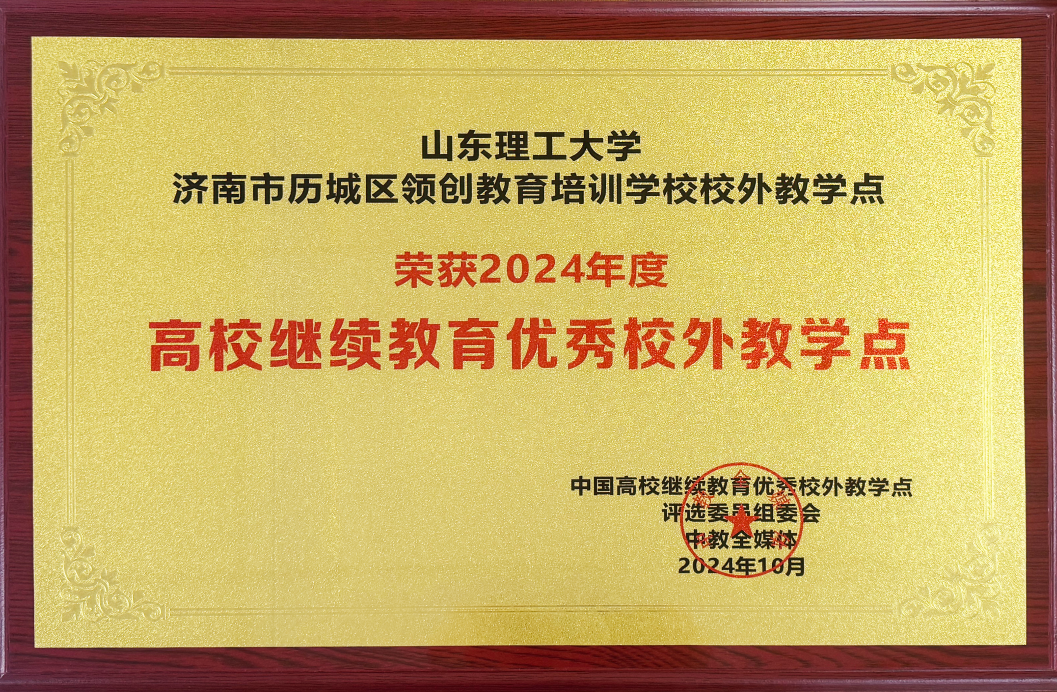 山东理工大学
济南市历城区领创教育培训学校校外教学点
荣获2024年度
高校继续教育优秀校外教学点
中国高校继续教育优秀校外教学点
评选委员组委会
中教全媒体
2024年10月